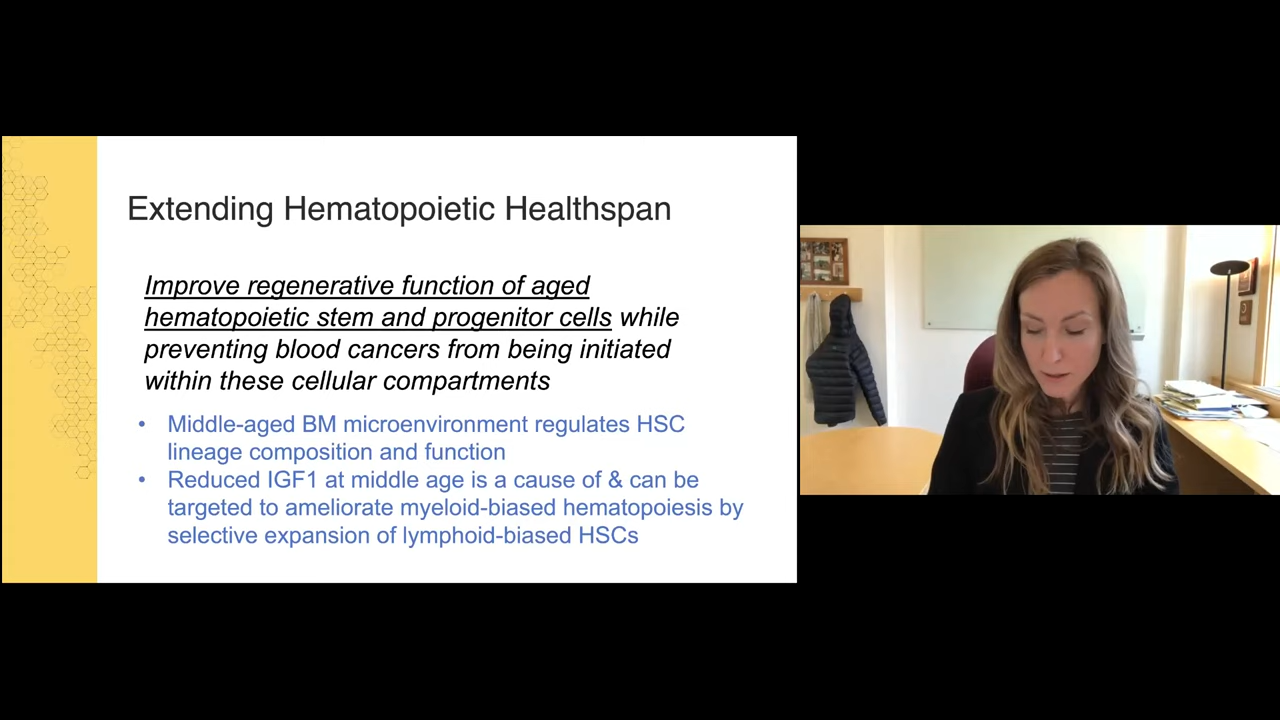 Extending Hematopoietic Healthspan
Improve regenerative function of aged
hematopoietic stem and progenitor cells while
preventing blood cancers from being initiated
within these cellular compartments
• Middle-aged BM microenvironment regulates HSC
lineage composition and function
• Reduced IGF1 at middle age is a cause of & can be
targeted to ameliorate myeloid-biased hematopoiesis by
selective expansion of lymphoid-biased HSCs